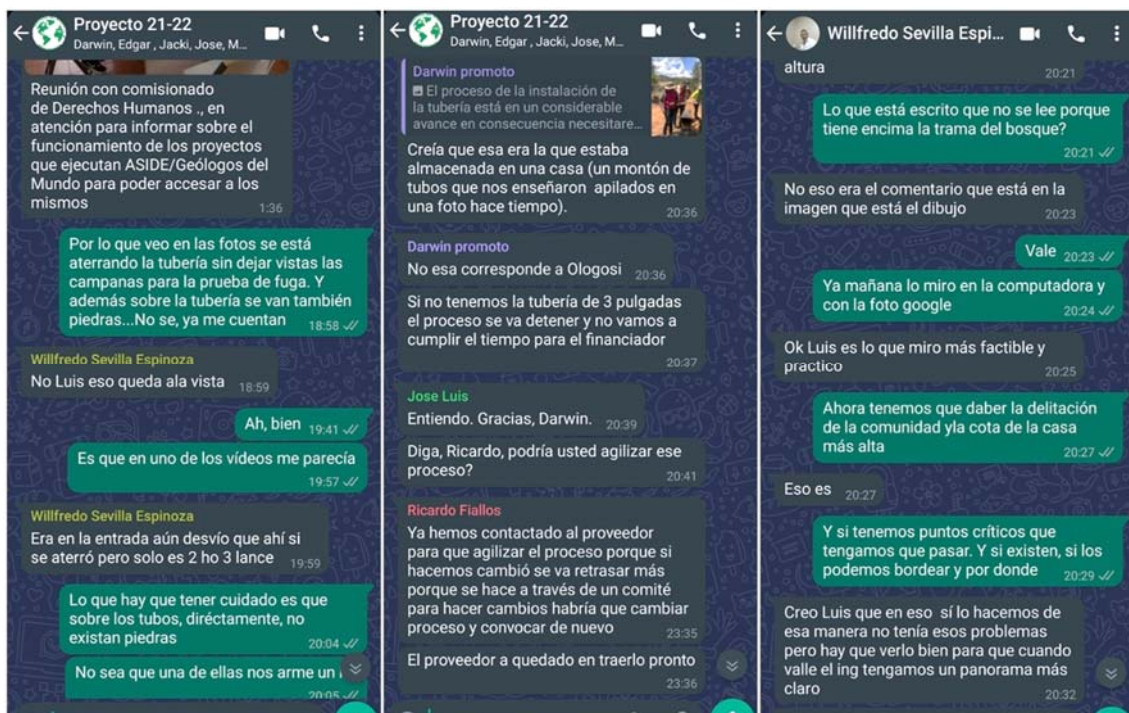 Proyecto 21-22
Darwin, Edgar , Jacki, Jose, M...
Reunión con comisionado
de Derechos Humanos ., en
atención para informar sobre el
funcionamiento de los proyectos
que ejecutan ASIDE/Geólogos del
Mundo para poder accesar a los
mismos
1:36
Por lo que veo en las fotos se está
aterrando la tubería sin dejar vistas las
campanas para la prueba de fuga. Y
además sobre la tubería se van también
piedras...No se, ya me cuentan 18:58
Willfredo Sevilla Espinoza
No Luis eso queda ala vista 18:59
Ah, bien 19:41
Es que en uno de los vídeos me parecía
19:57
Willfredo Sevilla Espinoza
Era en la entrada aún desvío que ahí si
se aterró pero solo es 2 ho 3 lance 19:59
Lo que hay que tener cuidado es que
sobre los tubos, diréctamente, no
existan piedras 20:04
No sea que una de ellas nos arme un
20:05
Proyecto 21-22
Darwin, Edgar , Jacki, Jose, M...
Darwin promoto
El proceso de la instalación de
la tubería está en un considerable
avance en consecuencia necesitare...
Creía que esa era la que estaba
almacenada en una casa (un montón de
tubos que nos enseñaron apilados en
una foto hace tiempo). 20:36
Darwin promoto
No esa corresponde a Ologosi 20:36
Si no tenemos la tubería de 3 pulgadas
el proceso se va detener y no vamos a
cumplir el tiempo para el financiador
20:37
Jose Luis
Entiendo. Gracias, Darwin. 20:39
Diga, Ricardo, podría usted agilizar ese
proceso? 20:41
Ricardo Fiallos
Ya hemos contactado al proveedor
para que agilizar el proceso porque si
hacemos cambió se va retrasar más
porque se hace a través de un comité
para hacer cambios habría que cambiar
proceso y convocar de nuevo 23:35
El proveedor a quedado en traerlo pronto
23:36
Willfredo Sevilla Espi...
altura 20:21
Lo que está escrito que no se lee porque
tiene encima la trama del bosque?
20:21
No eso era el comentario que está en la
imagen que está el dibujo 20:23
Vale 20:23
Ya mañana lo miro en la computadora y
con la foto google 20:24
Ok Luis es lo que miro más factible y
practico 20:25
Ahora tenemos que daber la delitación
de la comunidad yla cota de la casa
más alta 20:27
Eso es 20:27
Y si tenemos puntos críticos que
tengamos que pasar. Y si existen, si los
podemos bordear y por donde 20:29
Creo Luis que en eso sí lo hacemos de
esa manera no tenía esos problemas
pero hay que verlo bien para que cuando
valle el ing tengamos un panorama más
claro 20:32